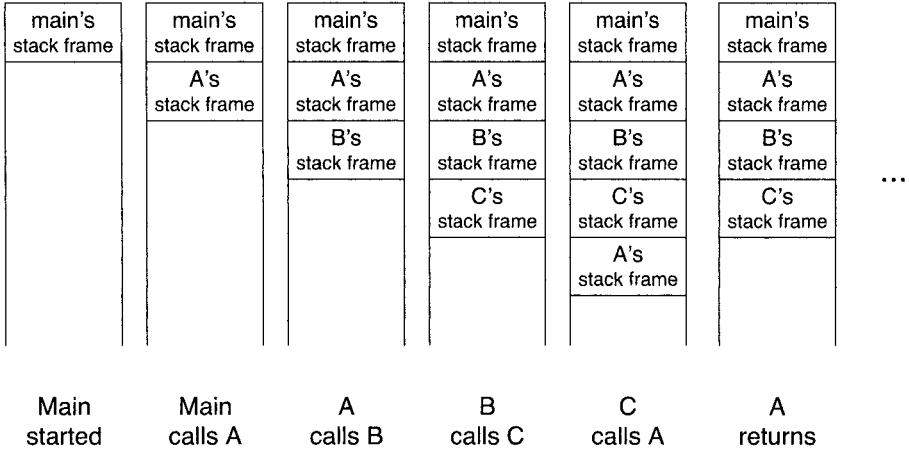 main's
stack frame
main's
stack frame
A's
stack frame
main's
stack frame
A's
stack frame
B's
stack frame
main's
stack frame
A's
stack frame
B's
stack frame
C's
stack frame
main's
stack frame
A's
stack frame
B's
stack frame
C's
stack frame
A's
stack frame
main's
stack frame
A's
stack frame
B's
stack frame
C's
stack frame
...
Main
started
Main
calls A
A
calls B
B
calls C
C
calls A
A
returns